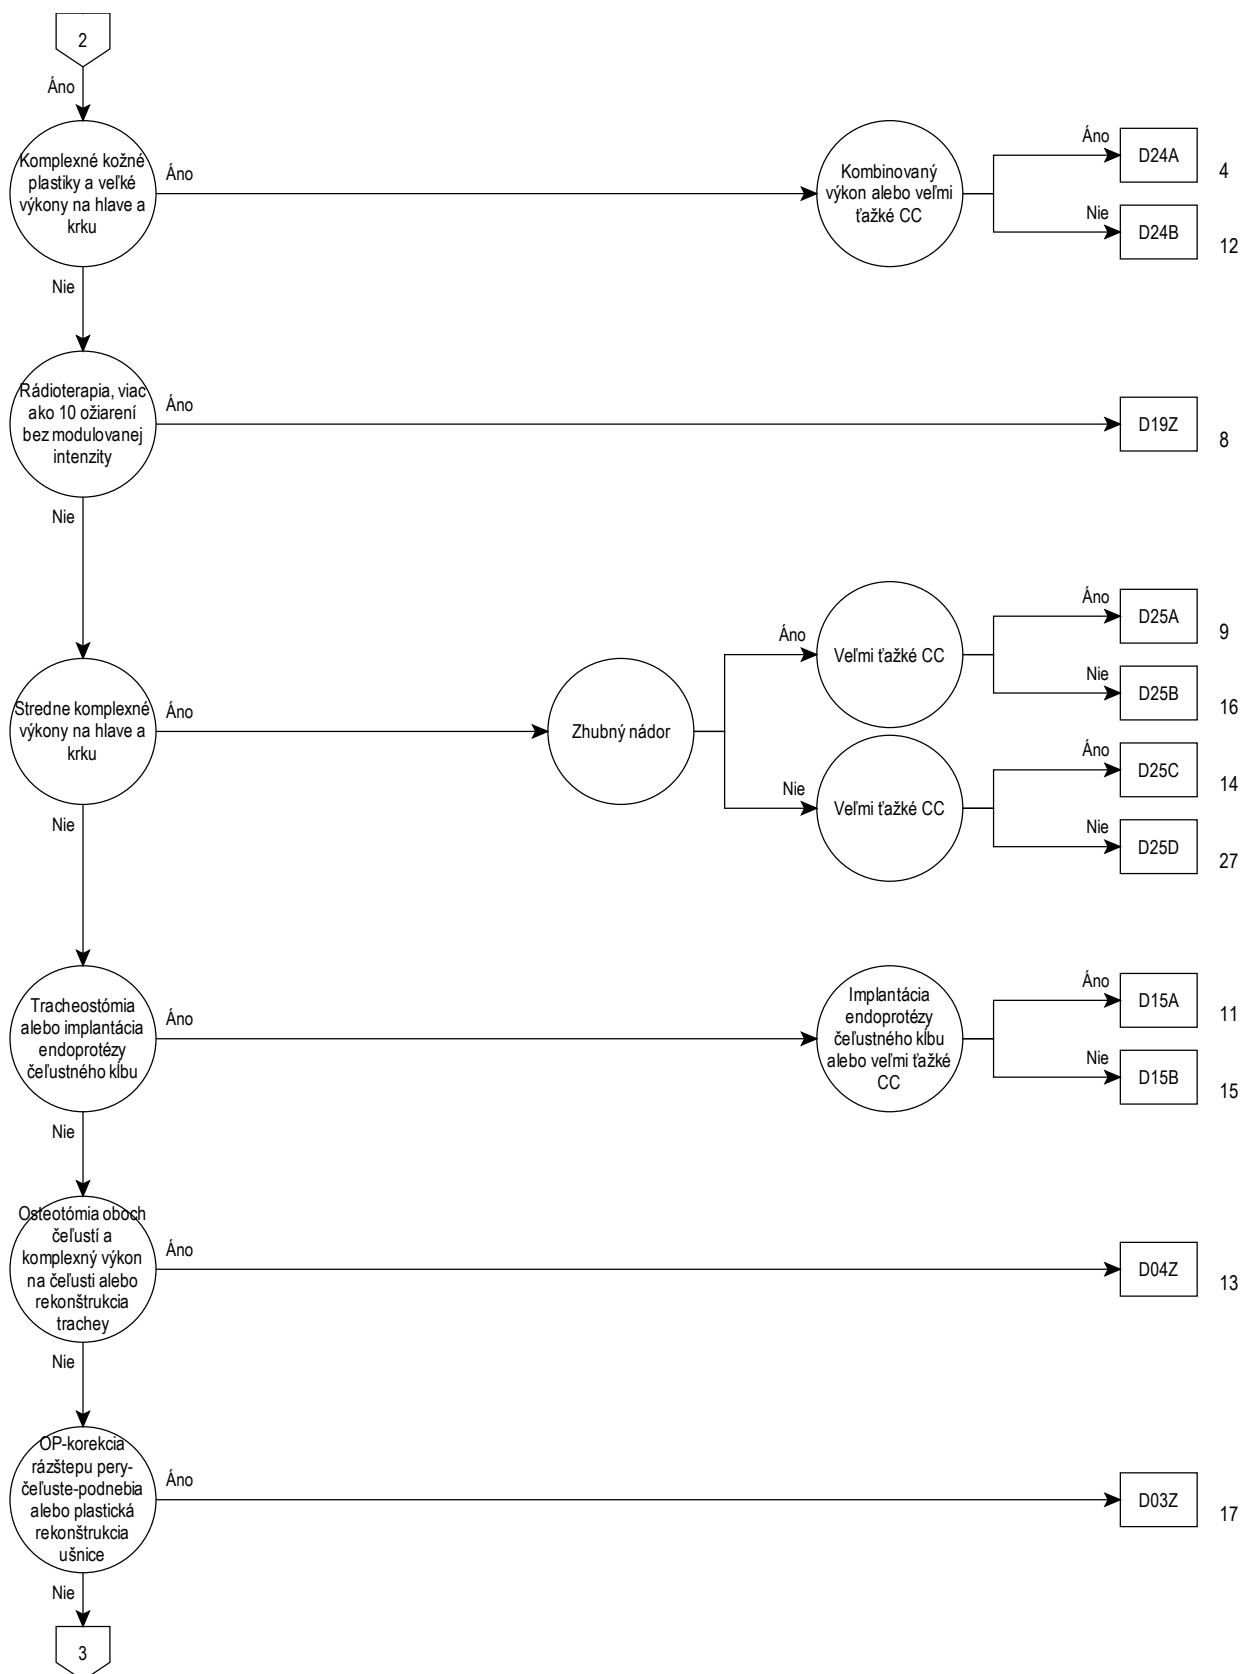 2
Áno
Komplexné kožné
plastiky a veľké
výkony na hlave a
krku
Áno
Kombinovaný
výkon alebo veľmi
ťažké CC
Áno
D24A
4
Nie
D24B
12
Nie
Rádioterapia, viac
ako 10 ožiarení
bez modulovanej
intenzity
Áno
D19Z
8
Nie
Stredne komplexné
výkony na hlave a
krku
Áno
Zhubný nádor
Áno
Veľmi ťažké CC
Áno
D25A
9
Nie
D25B
16
Nie
Veľmi ťažké CC
Áno
D25C
14
Nie
D25D
27
Nie
Tracheostómia
alebo implantácia
endoprotézy
čeľustného kĺbu
Áno
Implantácia
endoprotézy
čeľustného kĺbu
alebo veľmi ťažké
CC
Áno
D15A
11
Nie
D15B
15
Nie
Osteotómia oboch
čeľustí a
komplexný výkon
na čeľusti alebo
rekonštrukcia
trachey
Áno
D04Z
13
Nie
OP-korekcia
rázštepu pery-
čeľuste-podnebia
alebo plastická
rekonštrukcia
ušnice
Áno
D03Z
17
Nie
3